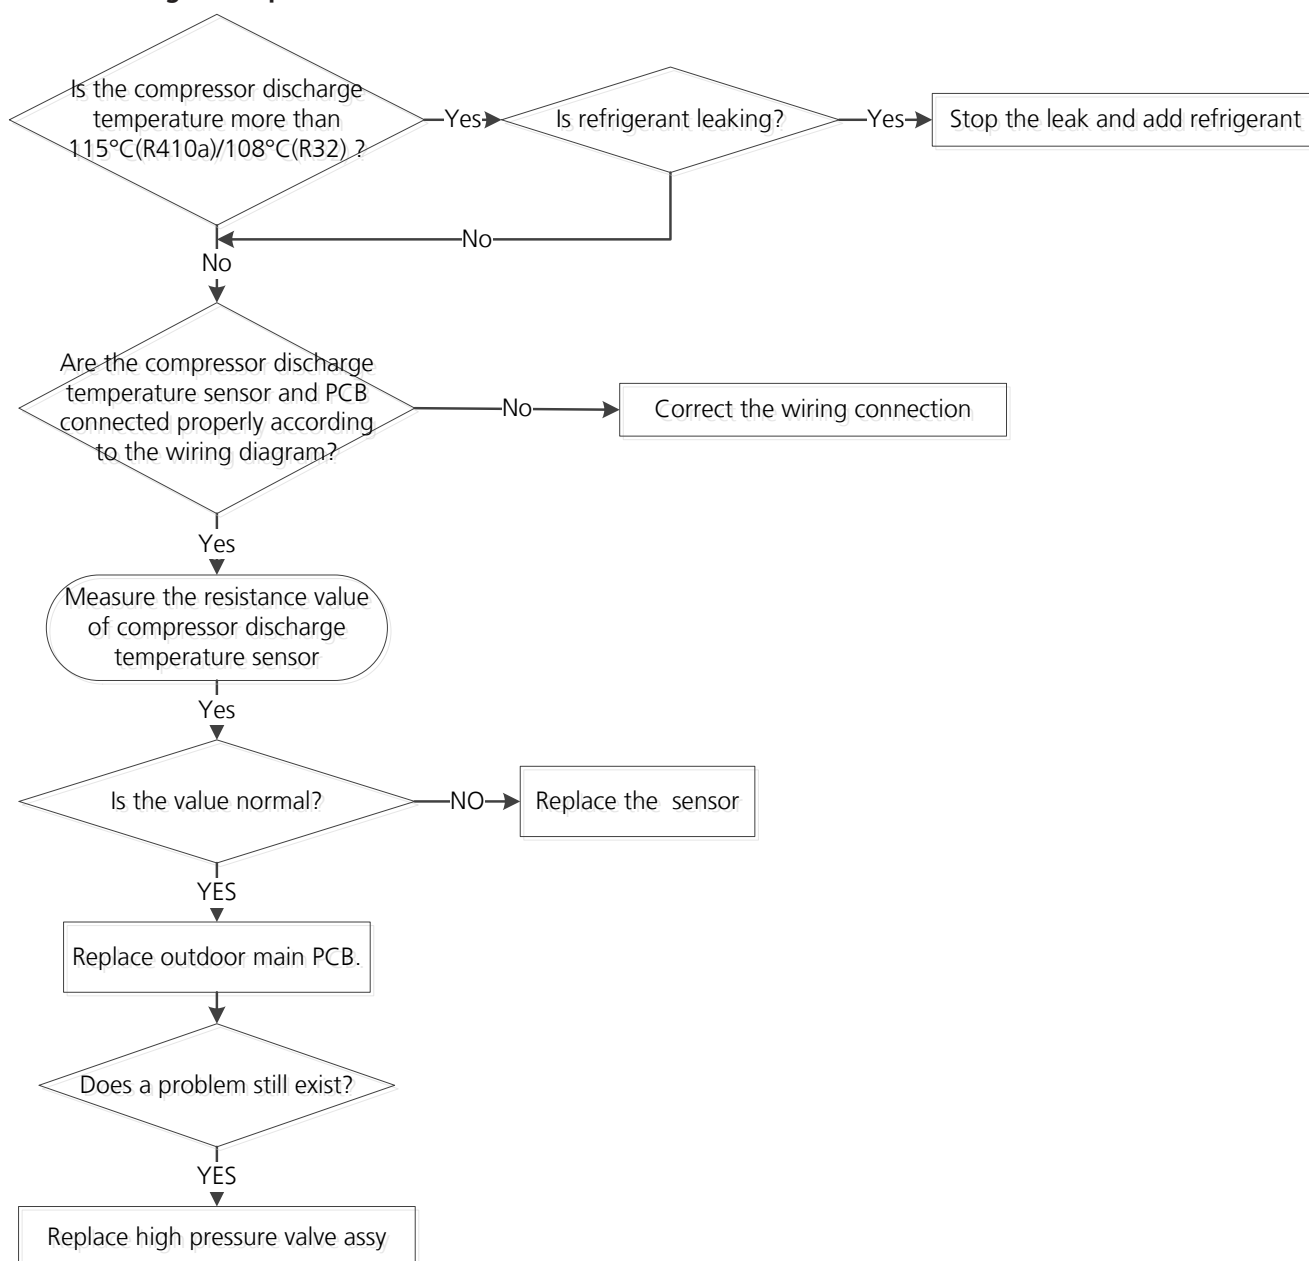 Is the compressor discharge
temperature more than
115°C(R410a)/108°C(R32) ?
Yes
Is refrigerant leaking?
Yes
Stop the leak and add refrigerant
No
No
Are the compressor discharge
temperature sensor and PCB
connected properly according
to the wiring diagram?
No
Correct the wiring connection
Yes
Measure the resistance value
of compressor discharge
temperature sensor
Yes
Is the value normal?
NO
Replace the  sensor
YES
Replace outdoor main PCB.
Does a problem still exist?
YES
Replace high pressure valve assy